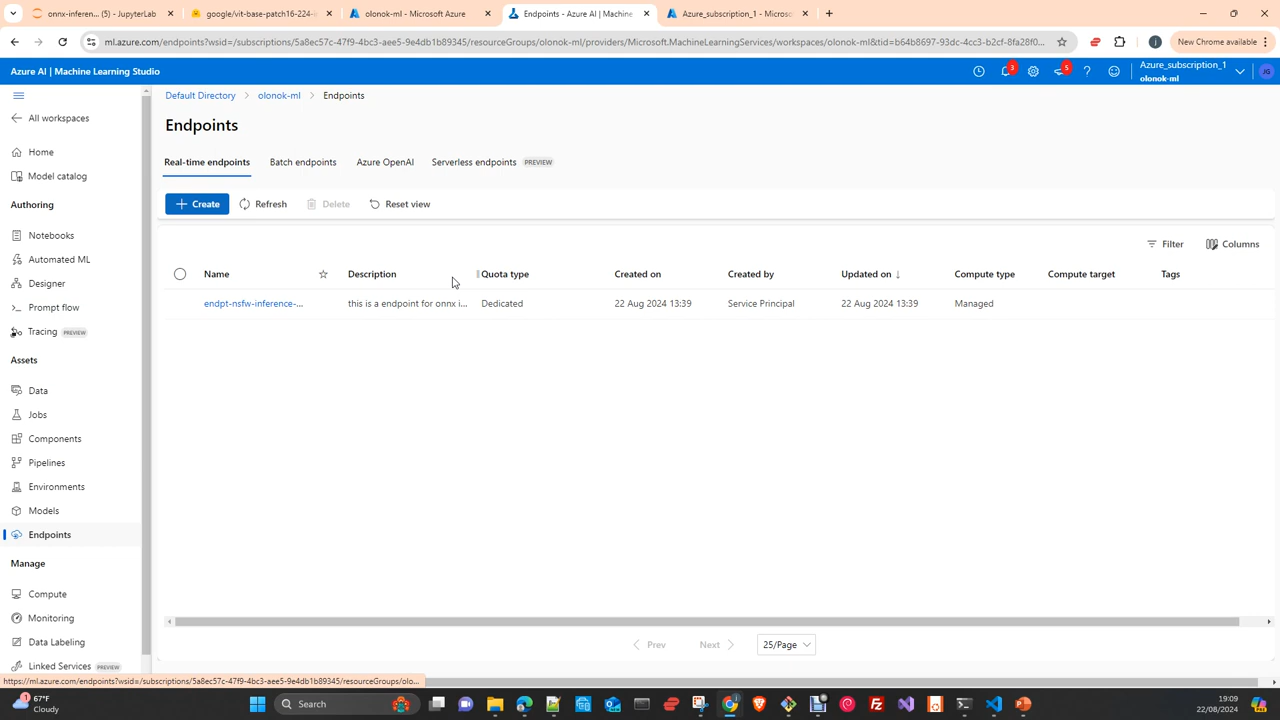 onnx-inferen... (5) - JupyterLab
google/vit-base-patch16-224-i
olonok-ml - Microsoft Azure
Endpoints - Azure AI | Machine
Azure_subscription_1 - Microso
ml.azure.com/endpoints?wsid=/subscriptions/5a8ec57c-47f9-4bc3-aee5-9e4db1b89345/resourceGroups/olonok-ml/providers/Microsoft.MachineLearningServices/workspaces/olonok-ml&tid=b64b8697-93dc-4cc3-b2cf-8fa28f0...
New Chrome available
Azure AI | Machine Learning Studio
3
5
Azure_subscription_1
olonok-ml
JG
All workspaces
Home
Model catalog
Authoring
Notebooks
Automated ML
Designer
Prompt flow
Tracing PREVIEW
Assets
Data
Jobs
Components
Pipelines
Environments
Models
Endpoints
Manage
Compute
Monitoring
Data Labeling
Linked Services PREVIEW
Default Directory > olonok-ml > Endpoints
Endpoints
Real-time endpoints Batch endpoints Azure OpenAI Serverless endpoints PREVIEW
Create Refresh Delete Reset view
Filter Columns
Name Description Quota type Created on Created by Updated on ↓ Compute type Compute target Tags
endpt-nsfw-inference-... this is a endpoint for onnx i... Dedicated 22 Aug 2024 13:39 Service Principal 22 Aug 2024 13:39 Managed
Prev Next 25/Page
https://ml.azure.com/endpoints?wsid=/subscriptions/5a8ec57c-47f9-4bc3-aee5-9e4db1b89345/resourceGroups/olo...
1
67°F
Cloudy
Search
19:09
22/08/2024